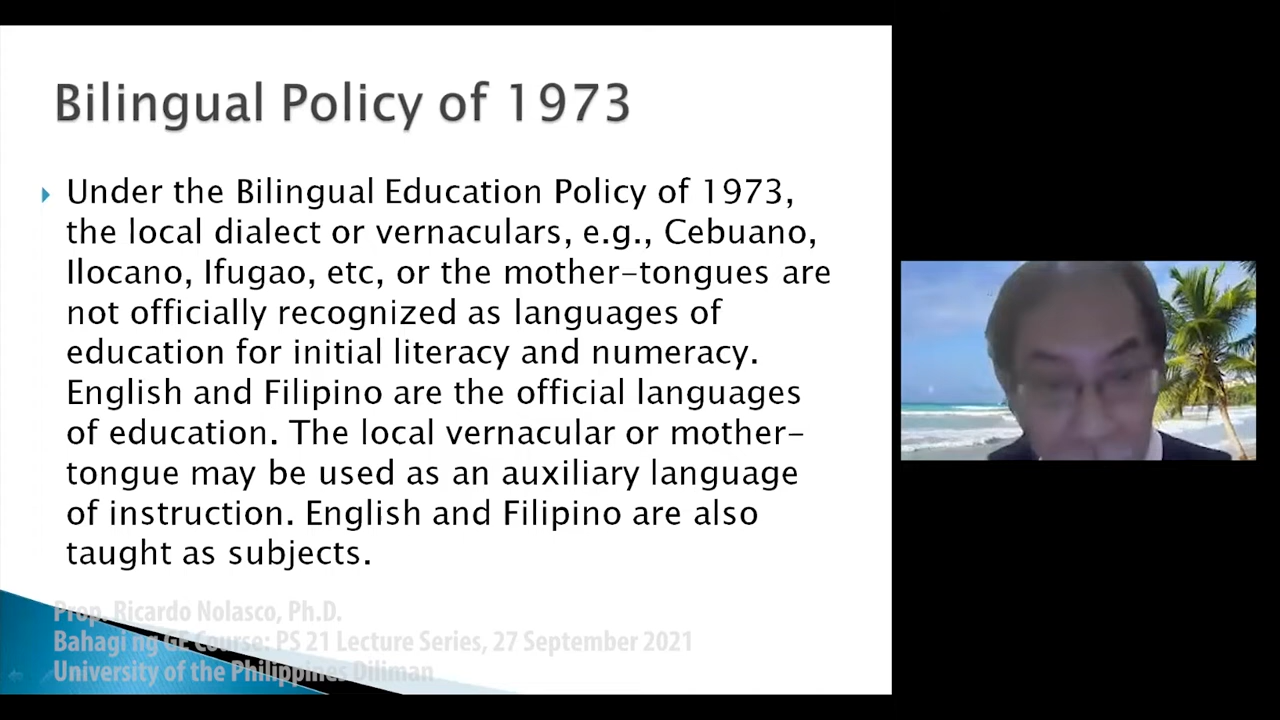 Bilingual Policy of 1973
Under the Bilingual Education Policy of 1973,
the local dialect or vernaculars, e.g., Cebuano,
Ilocano, Ifugao, etc, or the mother-tongues are
not officially recognized as languages of
education for initial literacy and numeracy.
English and Filipino are the official languages
of education. The local vernacular or mother-
tongue may be used as an auxiliary language
of instruction. English and Filipino are also
taught as subjects.
Prop. Ricardo Nolasco, Ph.D.
Bahagi ng GE Course: PS 21 Lecture Series, 27 September 2021
University of the Philippines Diliman